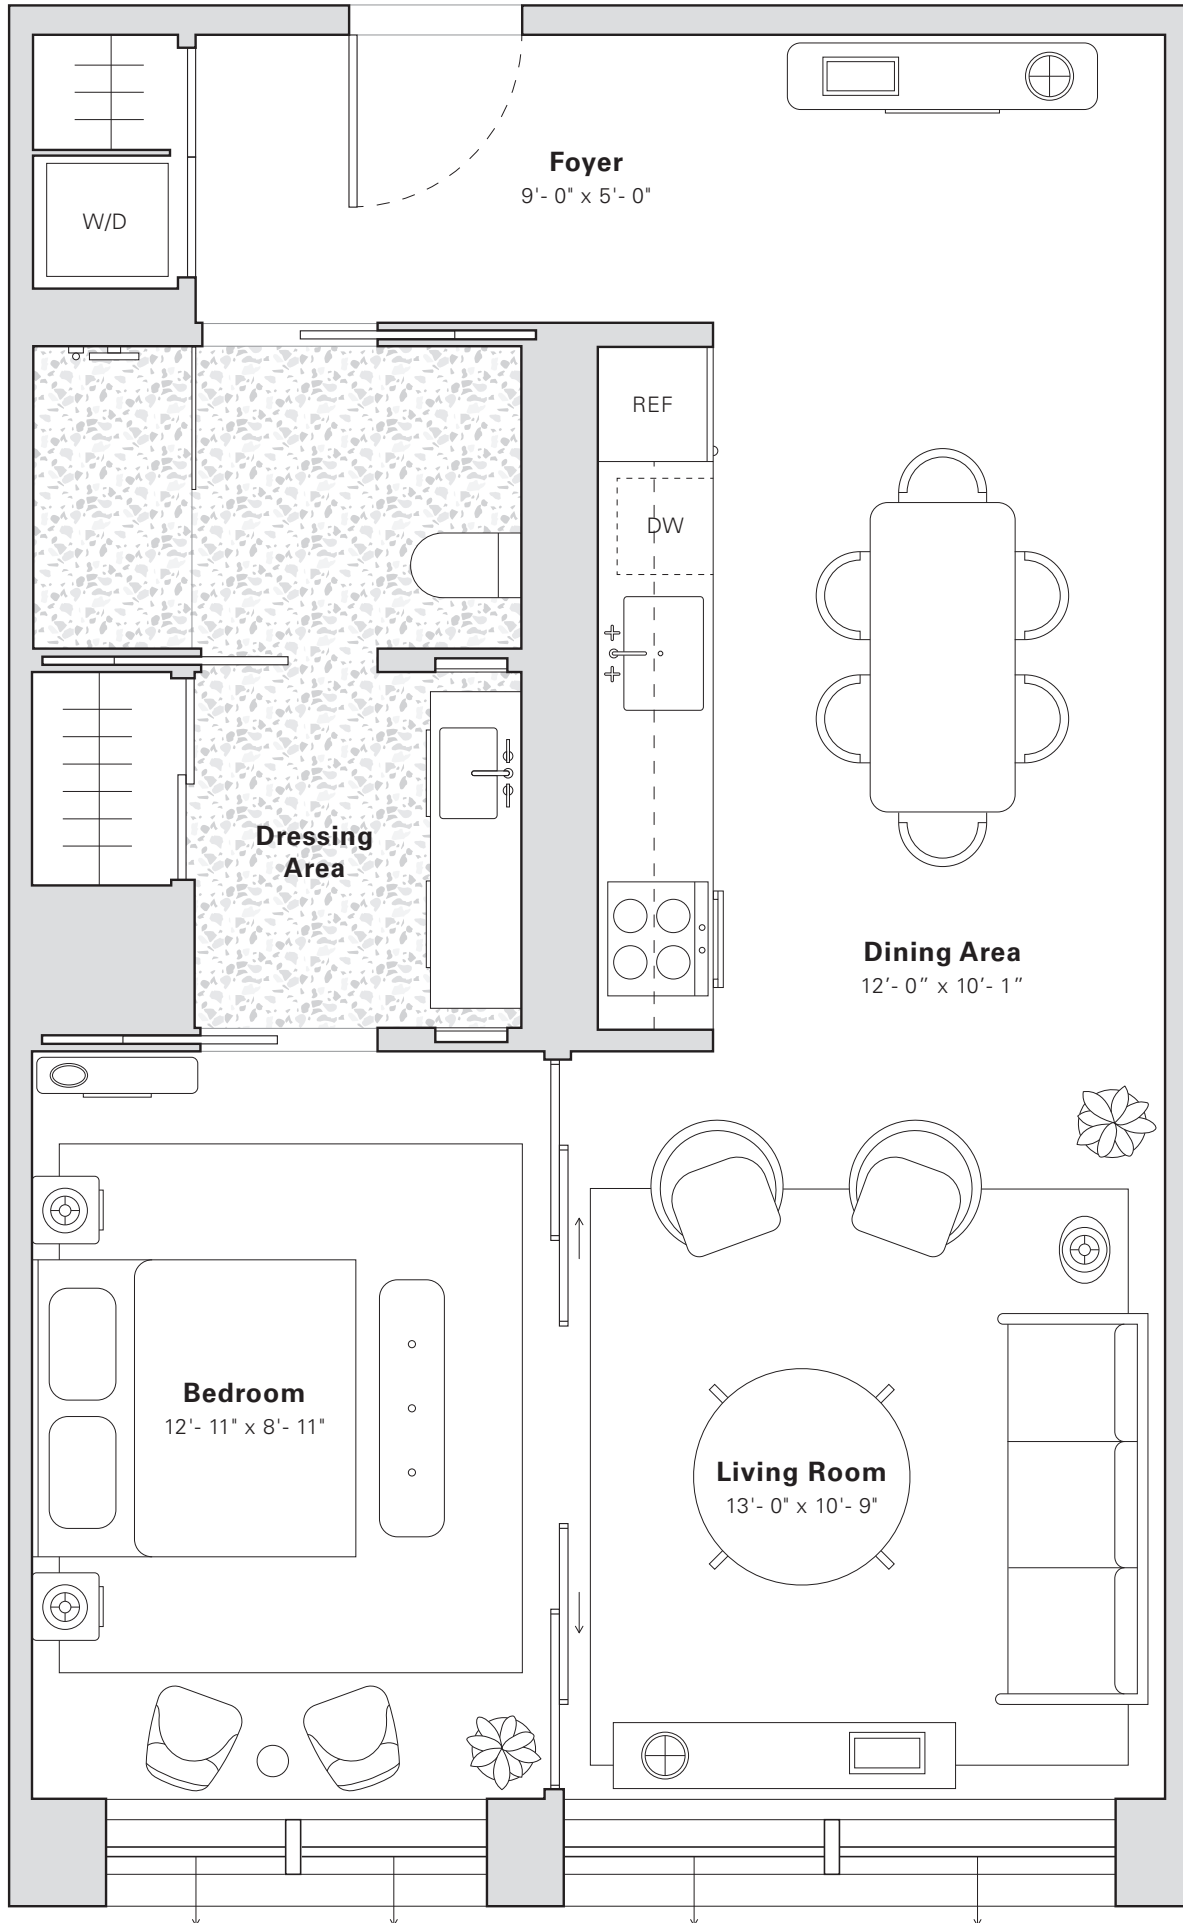 Foyer
9'- 0" x 5'- 0"
W/D
REF
DW
Dressing
Area
Dining Area
12’- 0” x 10’- 1”
Bedroom
12'- 11" x 8'- 11"
Living Room
13'- 0" x 10'- 9"